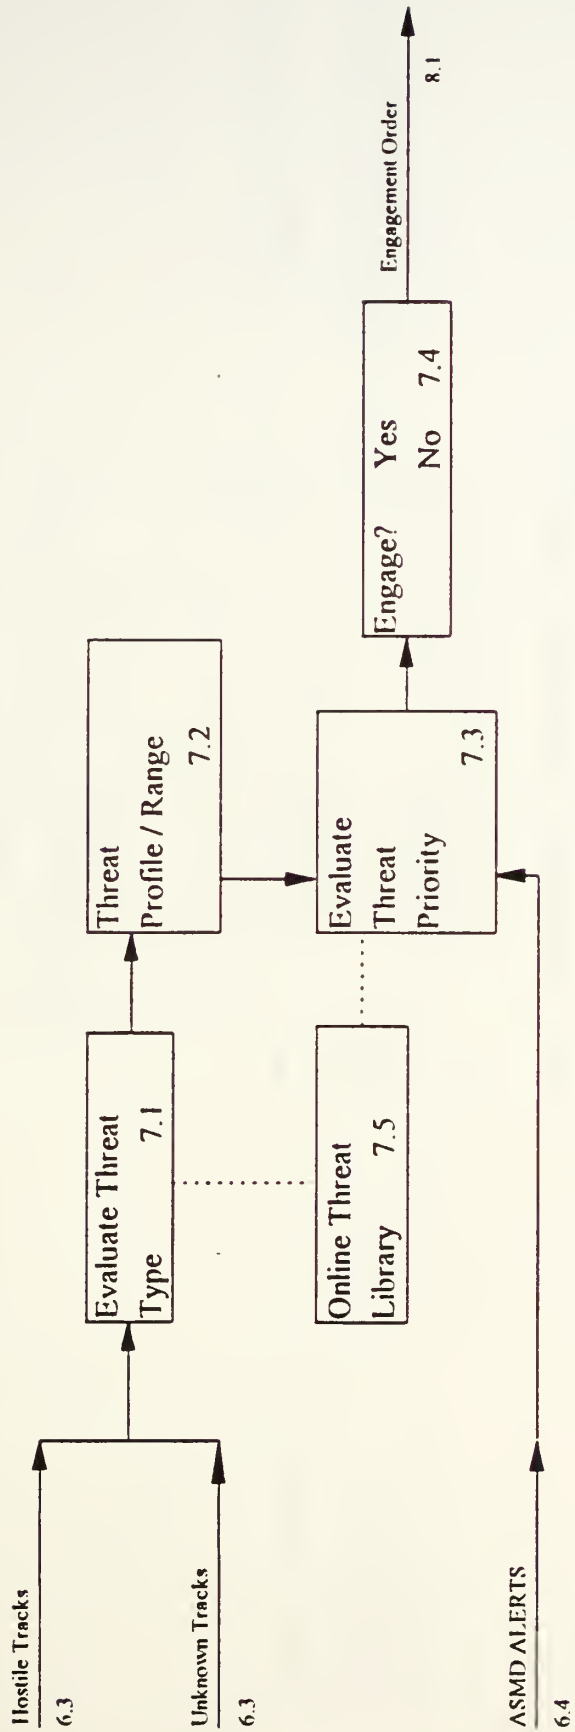 Hostile Tracks
6.3
Unknown Tracks
6.3
Evaluate Threat
Type 7.1
Threat
Profile / Range
7.2
Online Threat
Library 7.5
Evaluate
Threat
Priority
7.3
Engage? Yes
No 7.4
Engagement Order
8.1
ASMD ALERTS
6.4